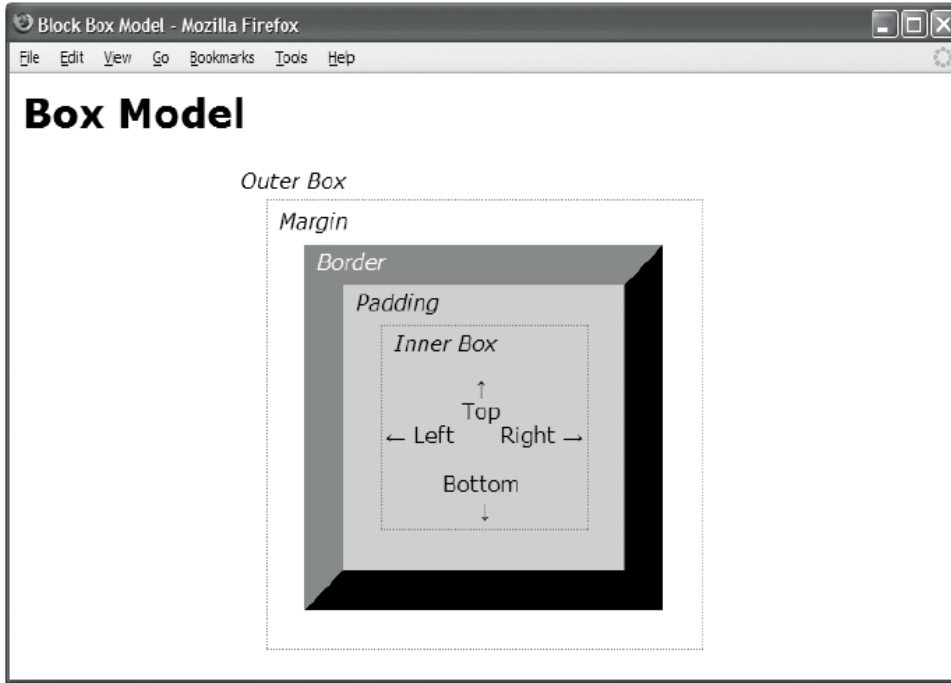 Block Box Model - Mozilla Firefox
File Edit View Go Bookmarks Tools Help
Box Model
Outer Box
Margin
Border
Padding
Inner Box
↑
Top
← Left Right →
Bottom
↓